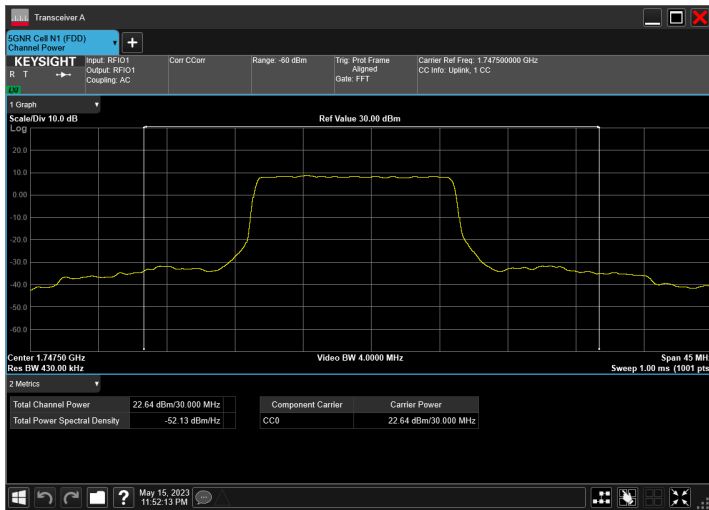 Transceiver A
5GNR Cell N1 (FDD)
Channel Power
KEYSIGHT
R T
LXI
Input: RFIO1
Output: RFIO1
Coupling: AC
Corr CCorr
Range: -60 dBm
Trig: Prot Frame
Aligned
Gate: FFT
Carrier Ref Freq: 1.747500000 GHz
CC Info: Uplink, 1 CC
1 Graph
Scale/Div 10.0 dB
Ref Value 30.00 dBm
Log
20.0
10.0
0.00
-10.0
-20.0
-30.0
-40.0
-50.0
-60.0
Center 1.74750 GHz
Video BW 4.0000 MHz
Span 45 MH
Res BW 430.00 kHz
Sweep 1.00 ms (1001 pts
2 Metrics
Total Channel Power 22.64 dBm/30.000 MHz
Total Power Spectral Density -52.13 dBm/Hz
Component Carrier Carrier Power
CC0 22.64 dBm/30.000 MHz
?
May 15, 2023
11:52:13 PM